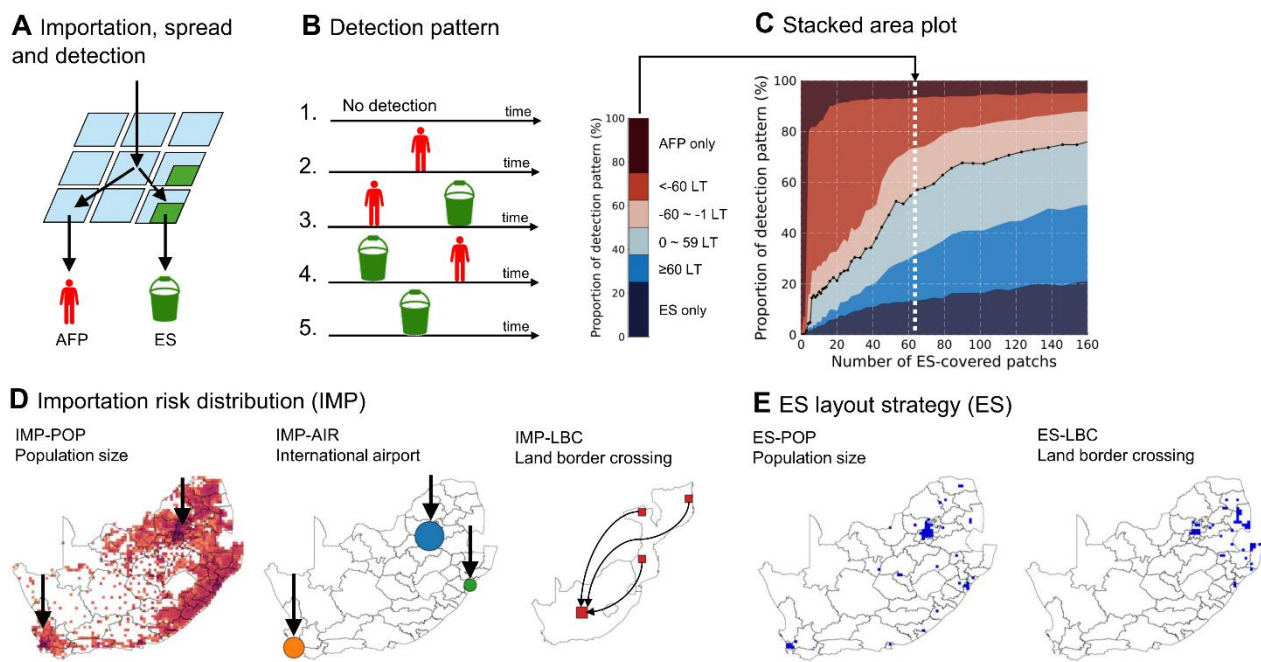 A Importation, spread
and detection
AFP
ES
B Detection pattern
1.
No detection
time
2.
time
3.
time
4.
time
5.
time
Proportion of detection pattern (%)
100
80
60
40
20
0
AFP only
<-60 LT
-60 ~ -1 LT
0 ~ 59 LT
≥60 LT
ES only
C Stacked area plot
Proportion of detection pattern (%)
100
80
60
40
20
0
0 20 40 60 80 100 120 140 160
Number of ES-covered patchs
D Importation risk distribution (IMP)
IMP-POP
Population size
IMP-AIR
International airport
IMP-LBC
Land border crossing
E ES layout strategy (ES)
ES-POP
Population size
ES-LBC
Land border crossing